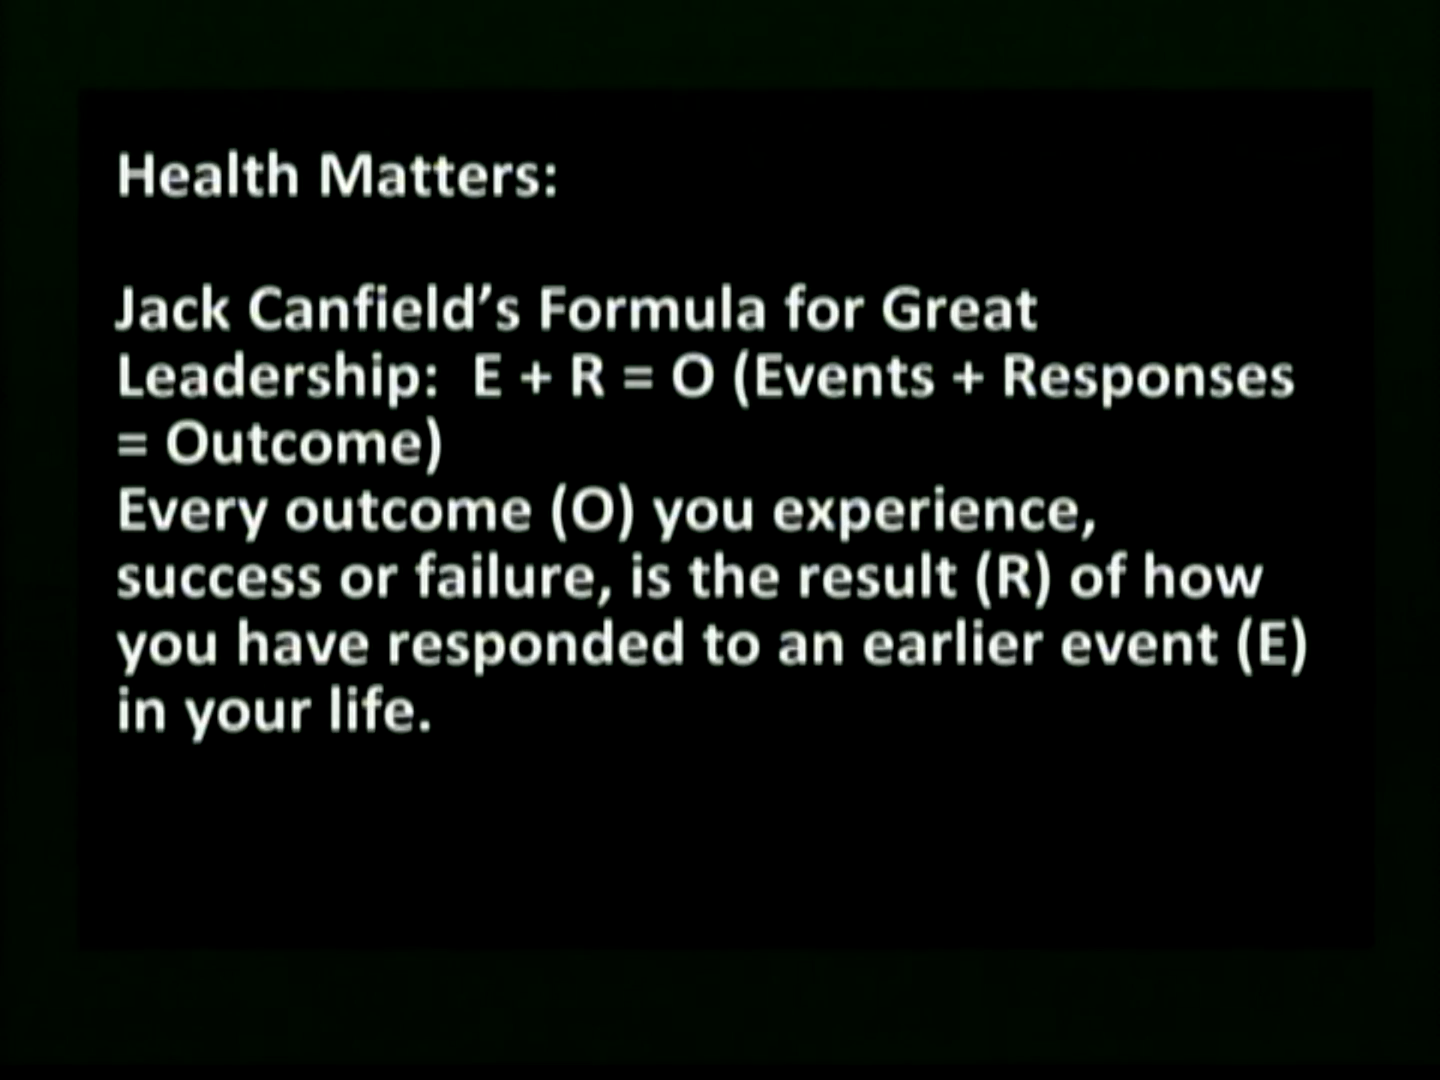 Health Matters:
Jack Canfield’s Formula for Great
Leadership:  E + R = O (Events + Responses
= Outcome)
Every outcome (O) you experience,
success or failure, is the result (R) of how
you have responded to an earlier event (E)
in your life.